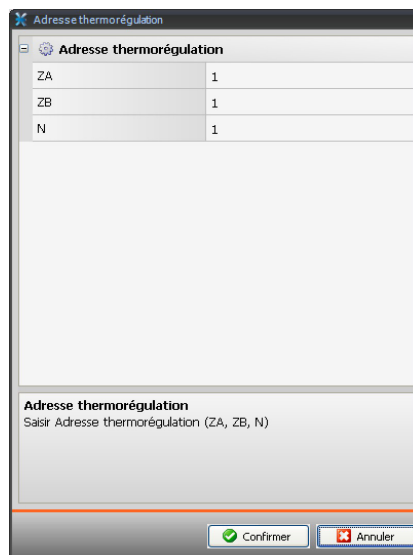 Adresse thermorégulation
Adresse thermorégulation
ZA 1
ZB 1
N 1
Adresse thermorégulation
Saisir Adresse thermorégulation (ZA, ZB, N)
Confirmer Annuler